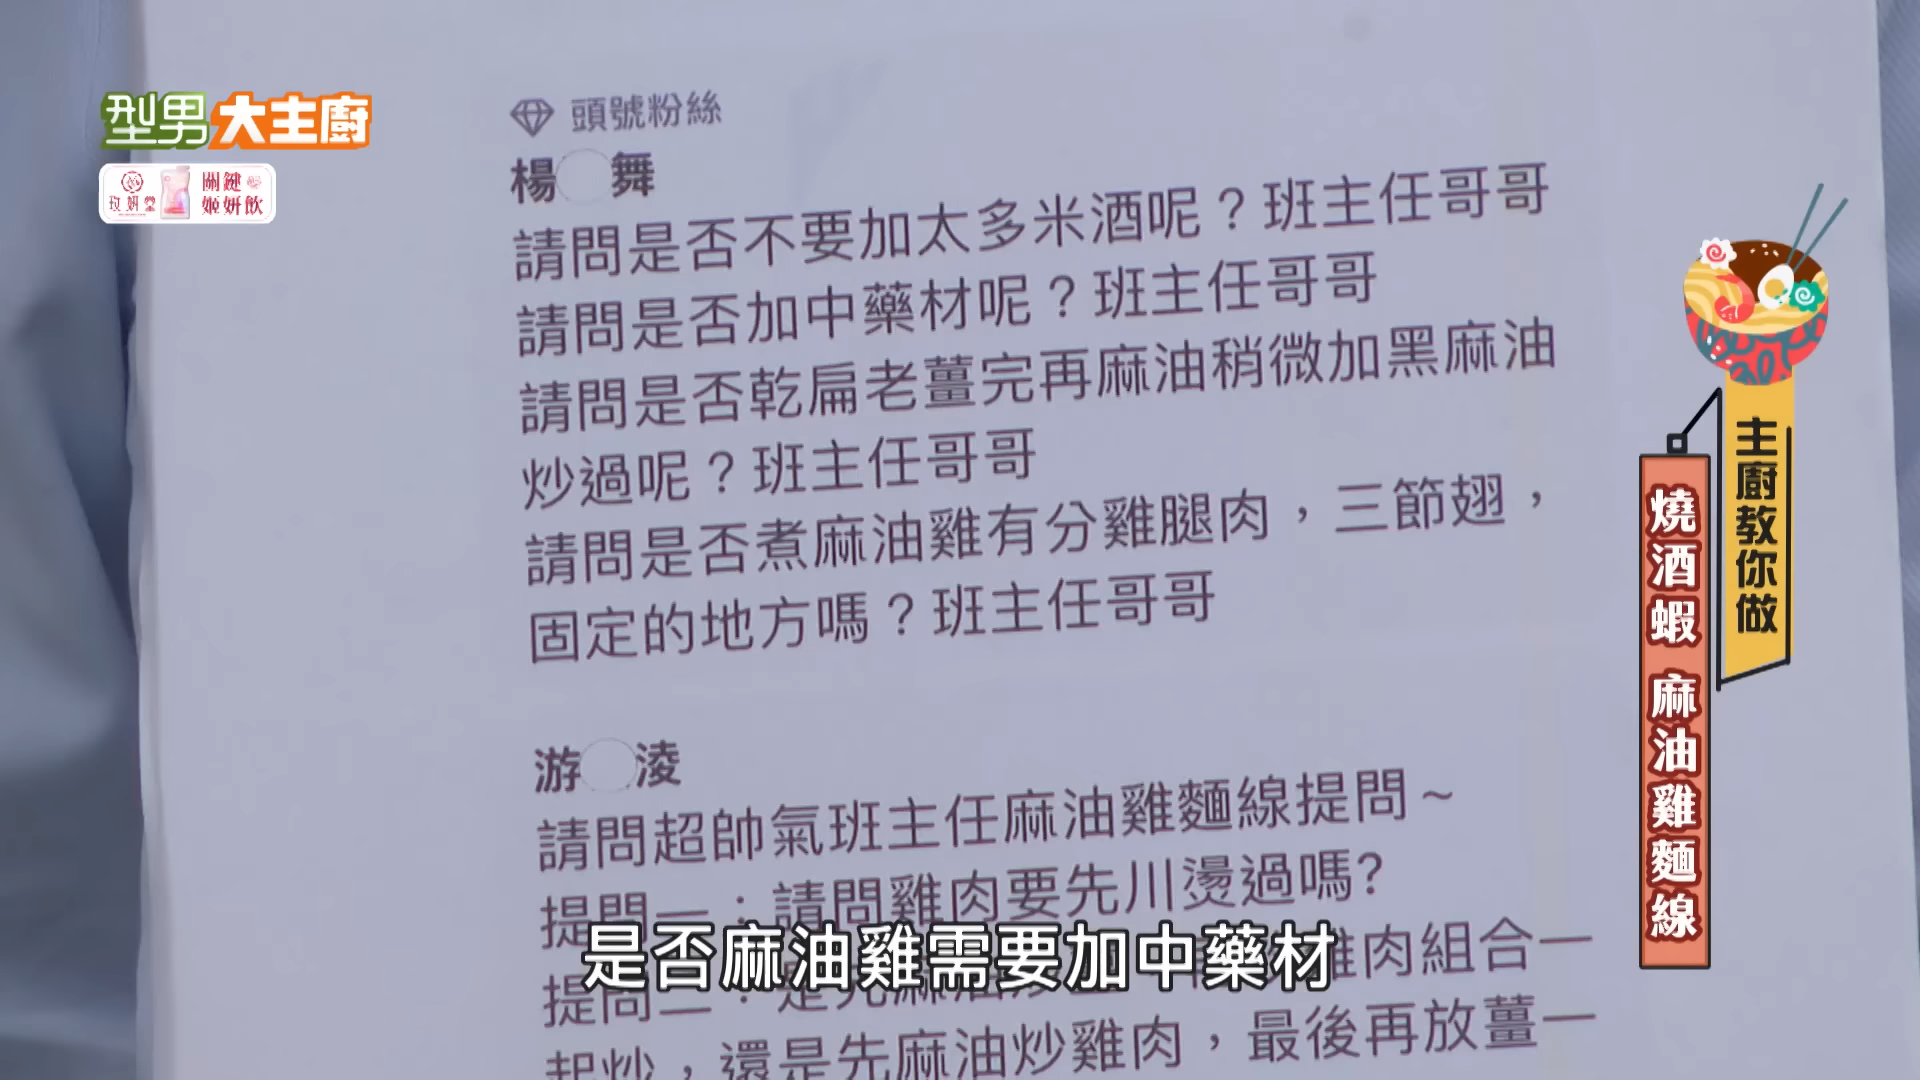 型男大主廚
玫妍堂
關鍵
姬妍飲
頭號粉絲
楊 舞
請問是否不要加太多米酒呢？班主任哥哥
請問是否加中藥材呢？班主任哥哥
請問是否乾扁老薑完再麻油稍微加黑麻油
炒過呢？班主任哥哥
請問是否煮麻油雞有分雞腿肉，三節翅，
固定的地方嗎？班主任哥哥
游 淩
請問超帥氣班主任麻油雞麵線提問~
提問一：請問雞肉要先川燙過嗎?
提問二：是先麻油炒 雞肉組合一
起炒，還是先麻油炒雞肉，最後再放薑一
是否麻油雞需要加中藥材
主廚教你做
燒酒蝦 麻油雞麵線